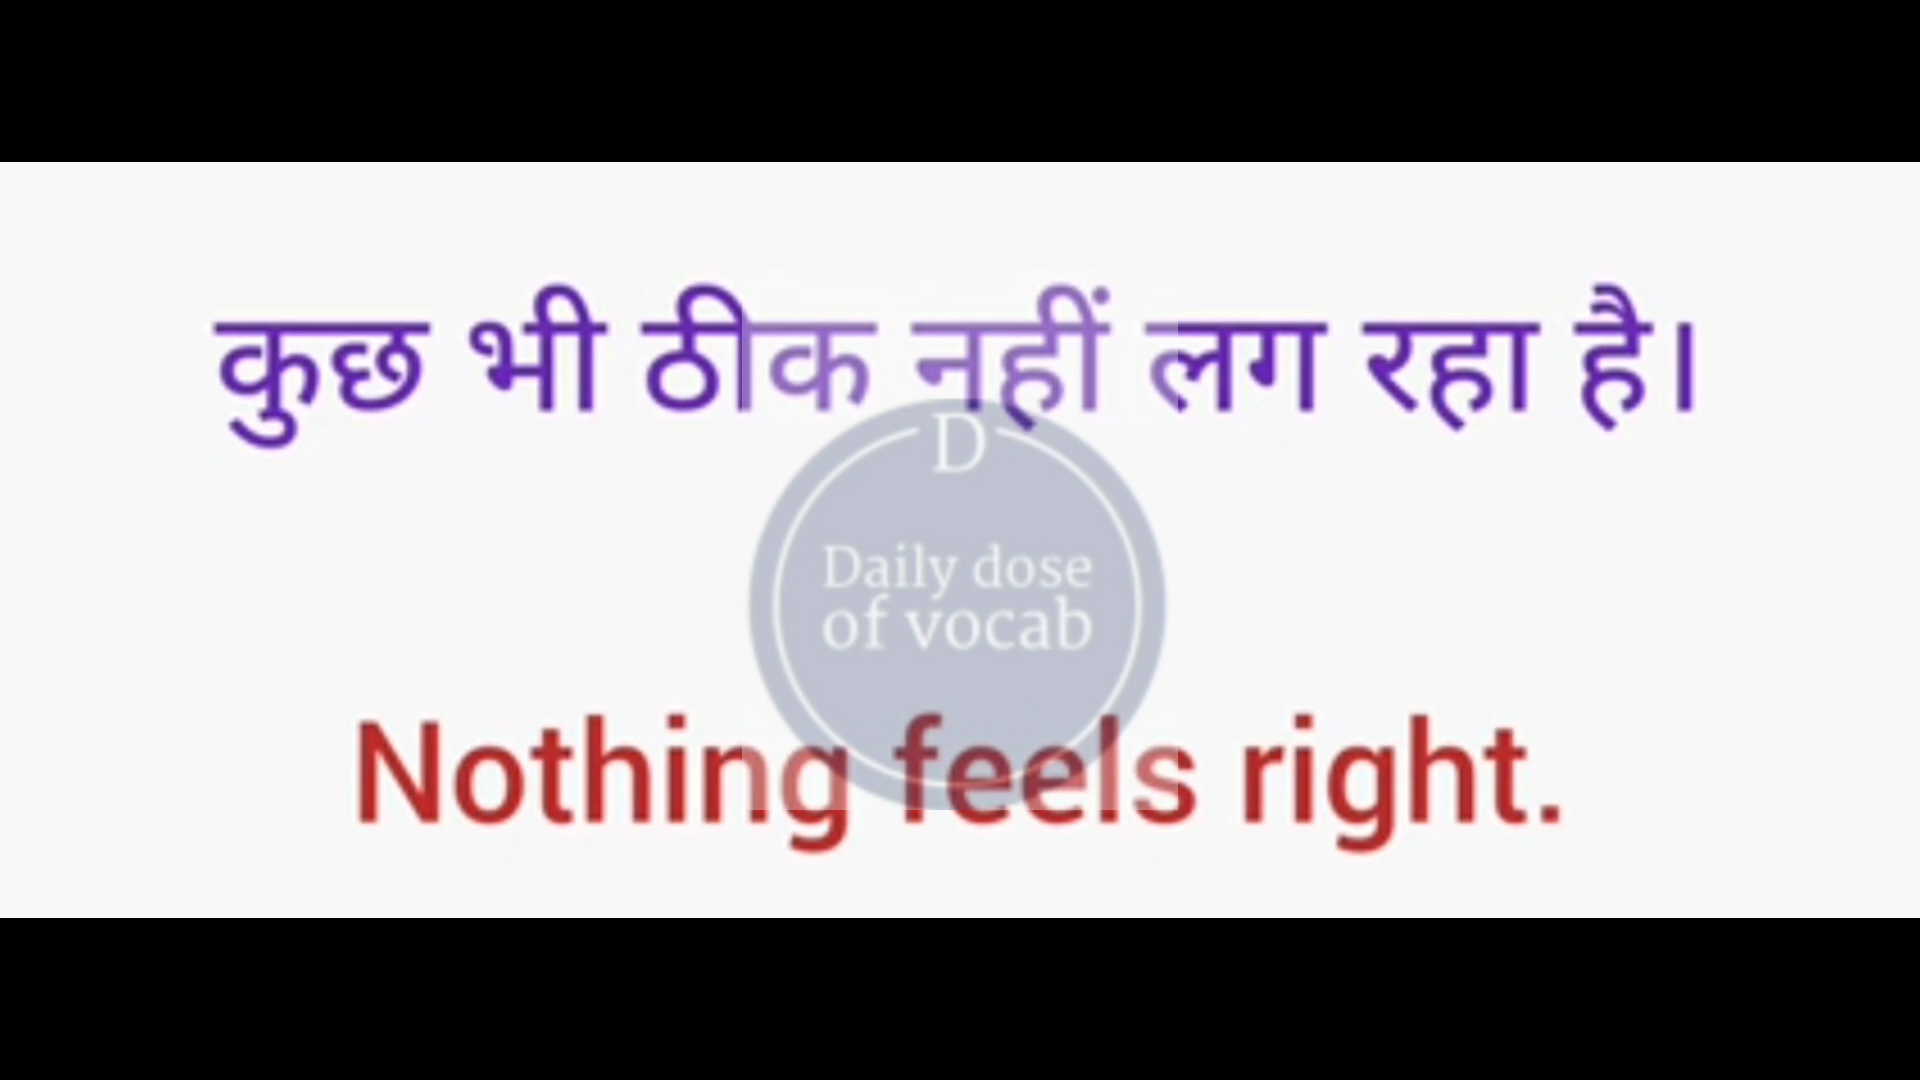 कुछ भी ठीक नहीं लग रहा है।
D
Daily dose
of vocab
Nothing feels right.